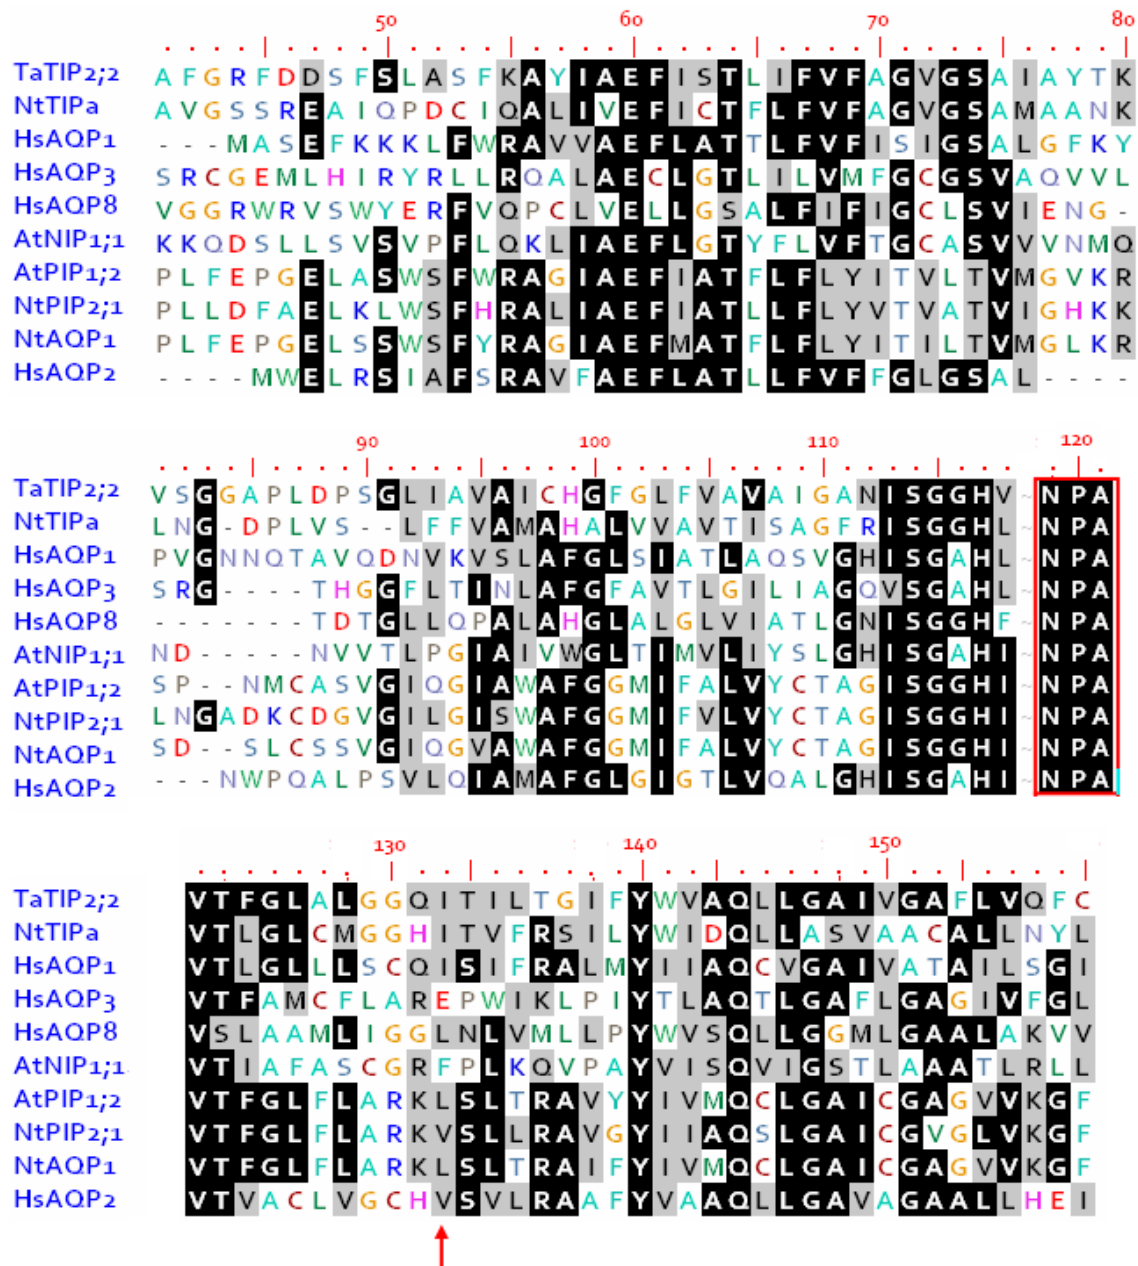 50 60 70 80
TaTIP2;2 AFGRFDDSFSLASFKAYIAEFISTLIFVFAGVGSAIAYTK
NtTIPa AVGSSREAIQPDCIQALIVEFICTFLFVFAGVGSAMAANK
HsAQP1 ---MASEFKKKLFWRAVVAEFLATTLFVFISIGSALGFKY
HsAQP3 SRCGEMLHIRYRLLRQALAECLGTLILVMFGCGSVAQVVL
HsAQP8 VGGRWRVSWYERFVQPCLVELLGSALFIFIGCLSVIENG-
AtNIP1;1 KKQDSLLSVSVPFLQKLIAEFLGTYFLVFTGCASVVVNMQ
AtPIP1;2 PLFEPGELASWSFWRAGIAEFIATFLFLYITVLTVMGVKR
NtPIP2;1 PLLDFAELKLWSFHRALIAEFIATLLFLYVTVATVIGHKK
NtAQP1 PLFEPGELSSWSFYRAGIAEFMATFLFLYITILTVMGLKR
HsAQP2 ----MWELRSIAFSRAVFAEFLATLLFVFFGLGSAL----
90 100 110 120
TaTIP2;2 VSGGAPLDPSGLIAVAICHGFGLFVAVAIGANISGGHV~NPA
NtTIPa LNG-DPLVS--LFFVAMAHALVVAVTISAGFRISGGHL~NPA
HsAQP1 PVGNNQTAVQDNVKVSLAFGLSIATLAQSVGHISGAHL~NPA
HsAQP3 SRG----THGGFLTINLAFGFAVTLGILIAGQVSGAHL~NPA
HsAQP8 -------TDTGLLQPALAHGLALGLVIATLGNISGGHF~NPA
AtNIP1;1 ND-----NVVTLPGIAIVWGLTIMVLIYSLGHISGAHI~NPA
AtPIP1;2 SP--NMCASVGIQGIAWAFGGMIFALVYCTAGISGGHI~NPA
NtPIP2;1 LNGADKCDGVGILGISWAFGGMIFVLVYCTAGISGGHI~NPA
NtAQP1 SD--SLCSSVGIQGVAWAFGGMIFALVYCTAGISGGHI~NPA
HsAQP2 ---NWPQALPSVLQIAMAFGLGIGTLVQALGHISGAHI~NPA
130 140 150
TaTIP2;2 VTFGLALGGQITILTGIFYWVAQLLGAIVGAFLVQFC
NtTIPa VTLGLCMGGHITVFRSILYWIDQLLASVAACALLNYL
HsAQP1 VTLGLLLSCQISIFRALMYIIAQCVGAIVATAILSGI
HsAQP3 VTFAMCFLAREPWIKLPIYTLAQTLGAFLGAGIVFGL
HsAQP8 VSLAAMLIGGLNLVMLLPYWVSQLLGGMLGAALAKVV
AtNIP1;1 VTIAFASCGRFPLKQVPAYVISQVIGSTLAAATLRLL
AtPIP1;2 VTFGLFLARKLSLTRAVYYIVMQCLGAICGAGVVKGF
NtPIP2;1 VTFGLFLARKVSLLRAVGYIIAQSLGAICGVGLVKGF
NtAQP1 VTFGLFLARKLSLTRAIFYIVMQCLGAICGAGVVKGF
HsAQP2 VTVACLVGCHVSVLRAAFYVAAQLLGAVAGAALLHEI